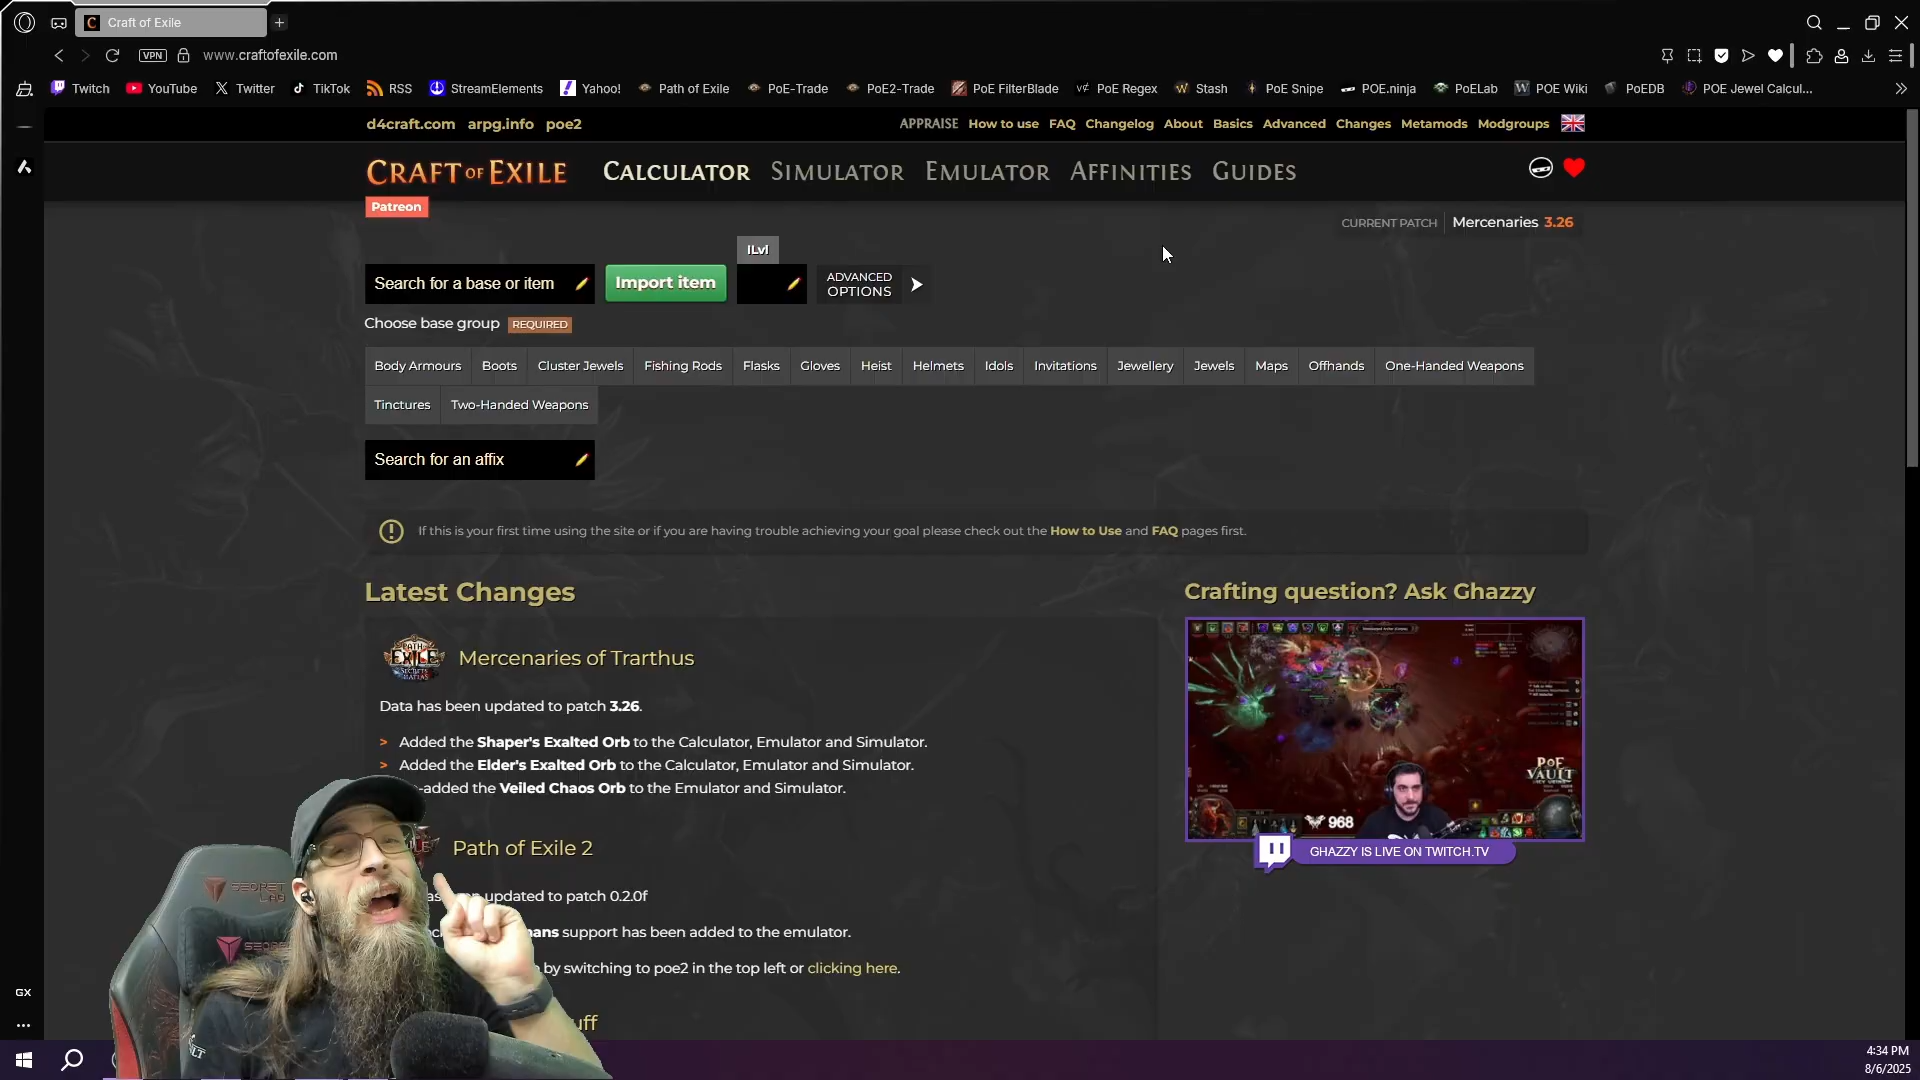 Craft of Exile
VPN
www.craftofexile.com
Twitch YouTube Twitter TikTok RSS StreamElements Yahoo! Path of Exile PoE-Trade PoE2-Trade PoE FilterBlade PoE Regex Stash PoE Snipe POE.ninja PoELab POE Wiki PoEDB POE Jewel Calcul...
d4craft.com arpg.info poe2
APPRAISE How to use FAQ Changelog About Basics Advanced Changes Metamods Modgroups
CRAFT OF EXILE CALCULATOR SIMULATOR EMULATOR AFFINITIES GUIDES
Patreon
CURRENT PATCH Mercenaries 3.26
ILvl
Search for a base or item Import item ADVANCED OPTIONS
Choose base group REQUIRED
Body Armours Boots Cluster Jewels Fishing Rods Flasks Gloves Heist Helmets Idols Invitations Jewellery Jewels Maps Offhands One-Handed Weapons
Tinctures Two-Handed Weapons
Search for an affix
If this is your first time using the site or if you are having trouble achieving your goal please check out the How to Use and FAQ pages first.
Latest Changes
Crafting question? Ask Ghazzy
Mercenaries of Trarthus
Data has been updated to patch 3.26.
> Added the Shaper's Exalted Orb to the Calculator, Emulator and Simulator.
> Added the Elder's Exalted Orb to the Calculator, Emulator and Simulator.
-added the Veiled Chaos Orb to the Emulator and Simulator.
POE VAULT
968
GHAZZY IS LIVE ON TWITCH.TV
Path of Exile 2
updated to patch 0.2.0f
support has been added to the emulator.
by switching to poe2 in the top left or clicking here.
uff
SECRETLAB
GX
4:34 PM
8/6/2025